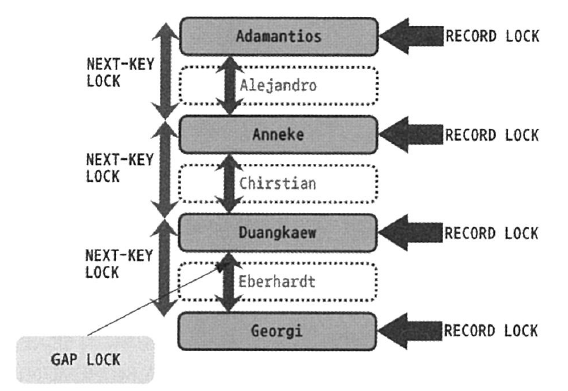 Adamantios
RECORD LOCK
NEXT-KEY
LOCK
Alejandro
Anneke
RECORD LOCK
NEXT-KEY
LOCK
Chirstian
Duangkaew
RECORD LOCK
NEXT-KEY
LOCK
Eberhardt
Georgi
RECORD LOCK
GAP LOCK